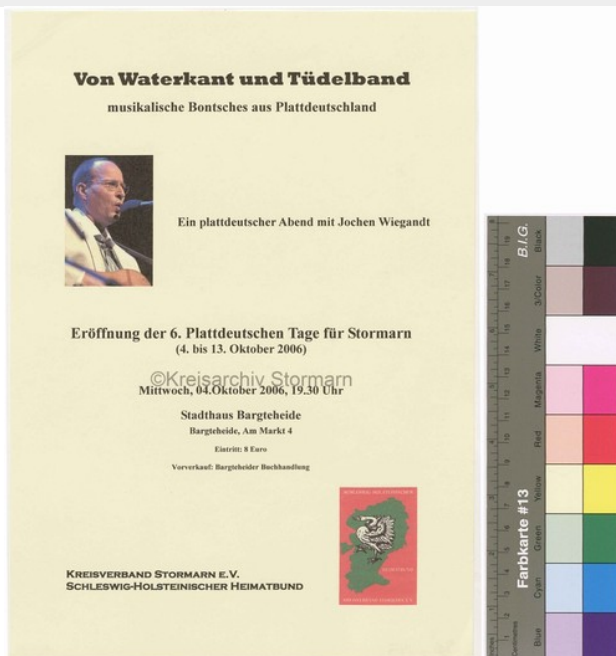 Von Waterkant und Tüdelband
musikalische Bontsches aus Plattdeutschland
Ein plattdeutscher Abend mit Jochen Wiegandt
Eröffnung der 6. Plattdeutschen Tage für Stormarn
(4. bis 13. Oktober 2006)
©Kreisarchiv Stormarn
Mittwoch, 04.Oktober 2006, 19.30 Uhr
Stadthaus Bargteheide
Bargteheide, Am Markt 4
Eintritt: 8 Euro
Vorverkauf: Bargteheider Buchhandlung
KREISVERBAND STORMARN E.V.
SCHLESWIG-HOLSTEINISCHER HEIMATBUND
B.I.G.
Farbkarte #13
Black
3/Color
White
Magenta
Red
Yellow
Green
Cyan
Blue